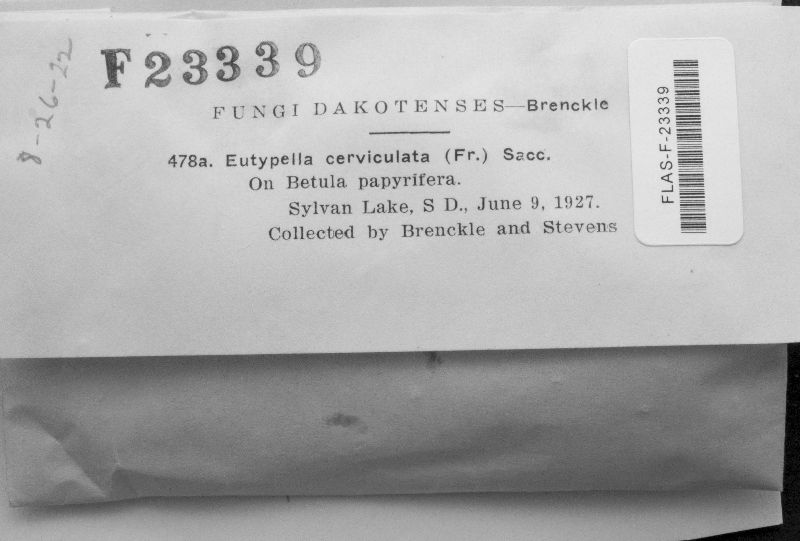 F23339
8-26-22
FUNGI DAKOTENSES—Brenckle
478a. Eutypella cerviculata (Fr.) Sacc.
On Betula papyrifera.
Sylvan Lake, S D., June 9, 1927.
Collected by Brenckle and Stevens
FLAS-F-23339